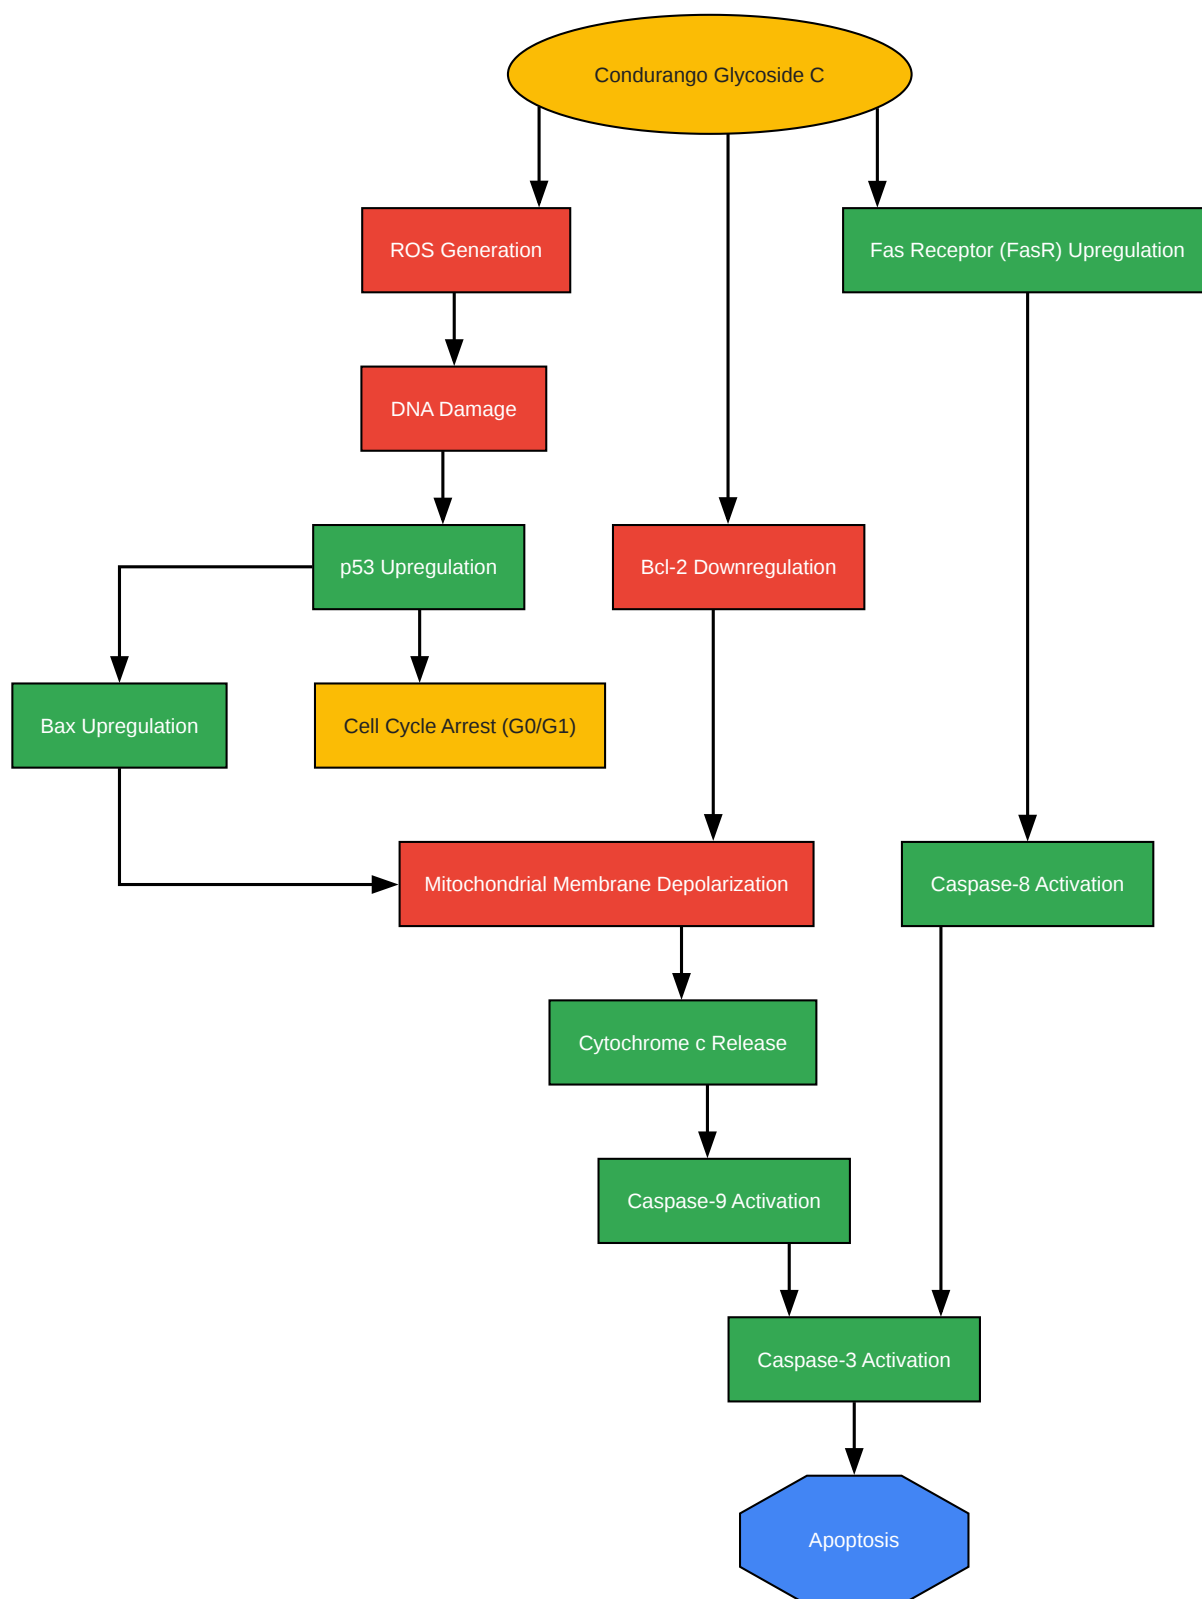 Condurango Glycoside C
ROS Generation
Fas Receptor (FasR) Upregulation
DNA Damage
p53 Upregulation
Bcl-2 Downregulation
Bax Upregulation
Cell Cycle Arrest (G0/G1)
Mitochondrial Membrane Depolarization
Caspase-8 Activation
Cytochrome c Release
Caspase-9 Activation
Caspase-3 Activation
Apoptosis